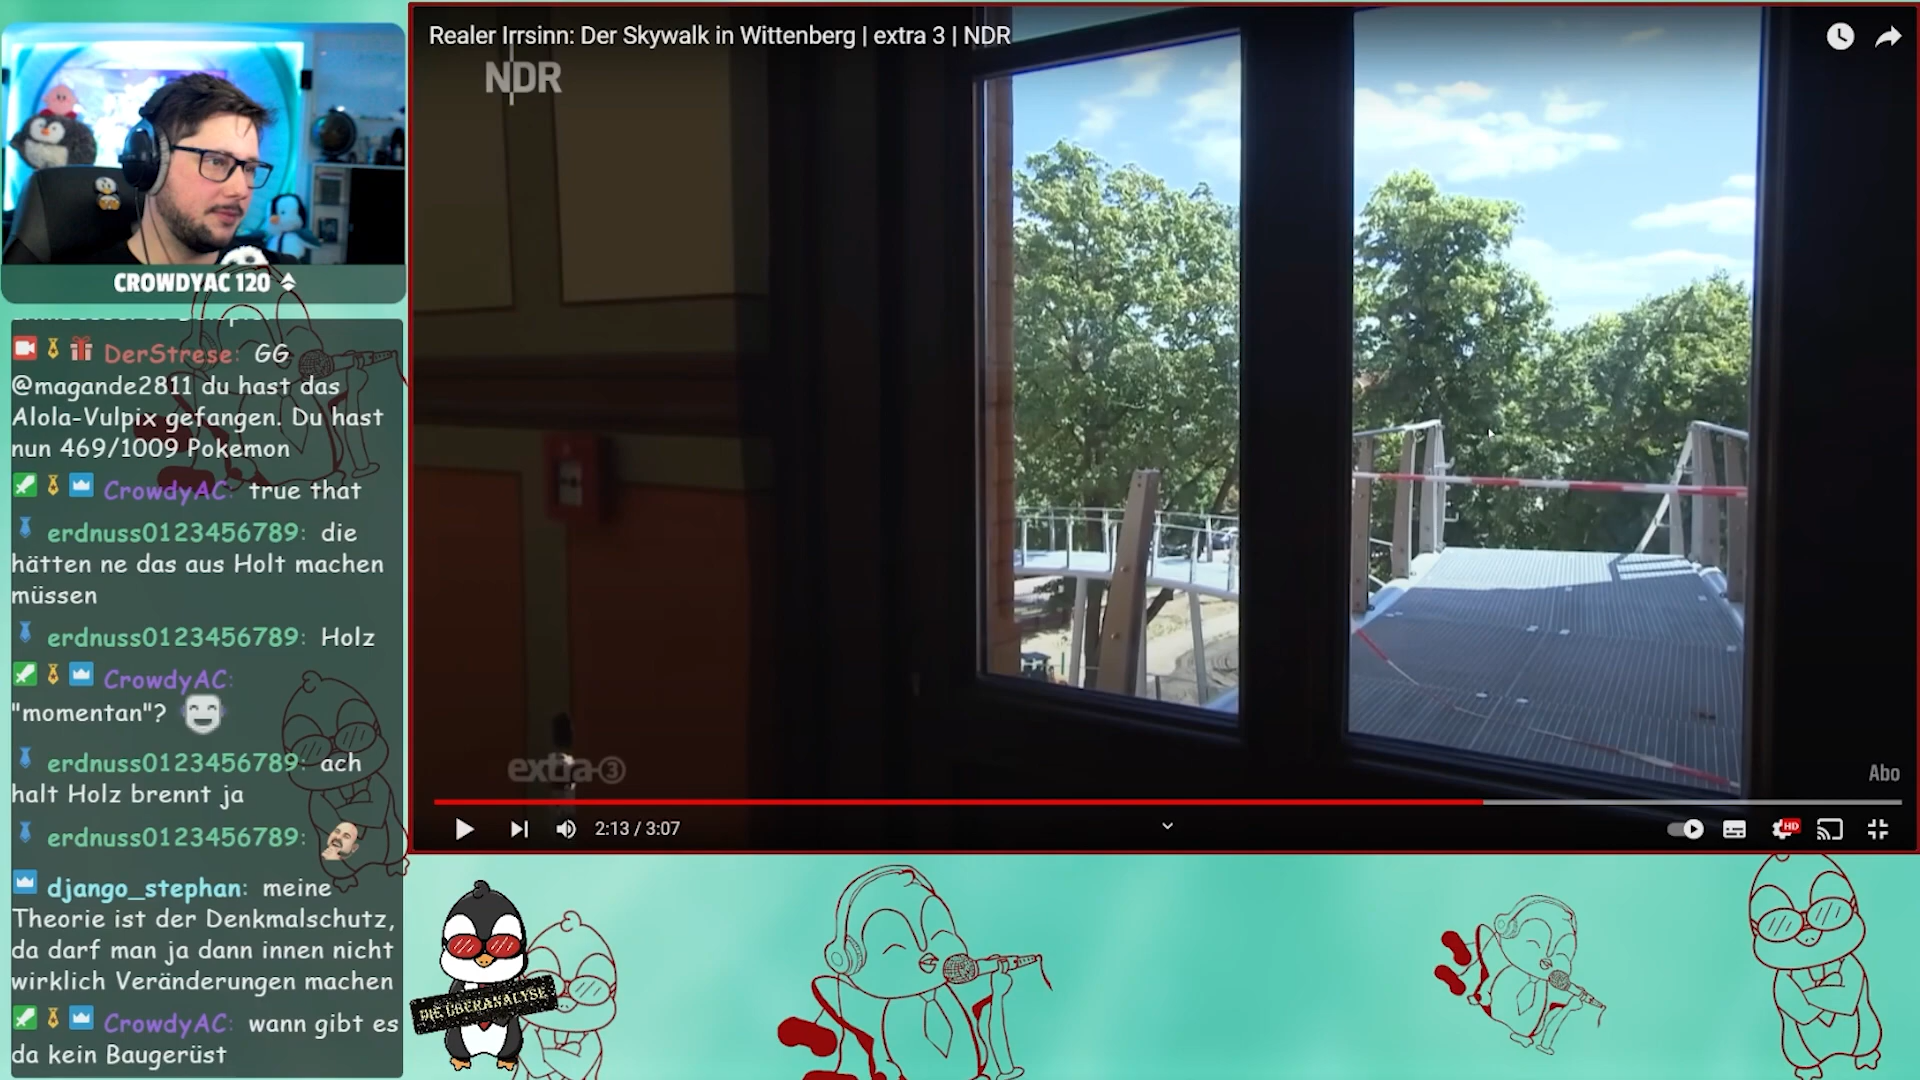 Realer Irrsinn: Der Skywalk in Wittenberg | extra 3 | NDR
NDR
CROWDYAC 120
DerStrese: GG
@magande2811 du hast das
Alola-Vulpix gefangen. Du hast
nun 469/1009 Pokemon
CrowdyAC: true that
erdnuss0123456789: die
hätten ne das aus Holt machen
müssen
erdnuss0123456789: Holz
CrowdyAC:
"momentan"?
erdnuss0123456789: ach
halt Holz brennt ja
erdnuss0123456789:
django_stephan: meine
Theorie ist der Denkmalschutz,
da darf man ja dann innen nicht
wirklich Veränderungen machen
CrowdyAC: wann gibt es
da kein Baugerüst
extra 3
Abo
2:13 / 3:07
HD
DIE ÜBERANALYSE